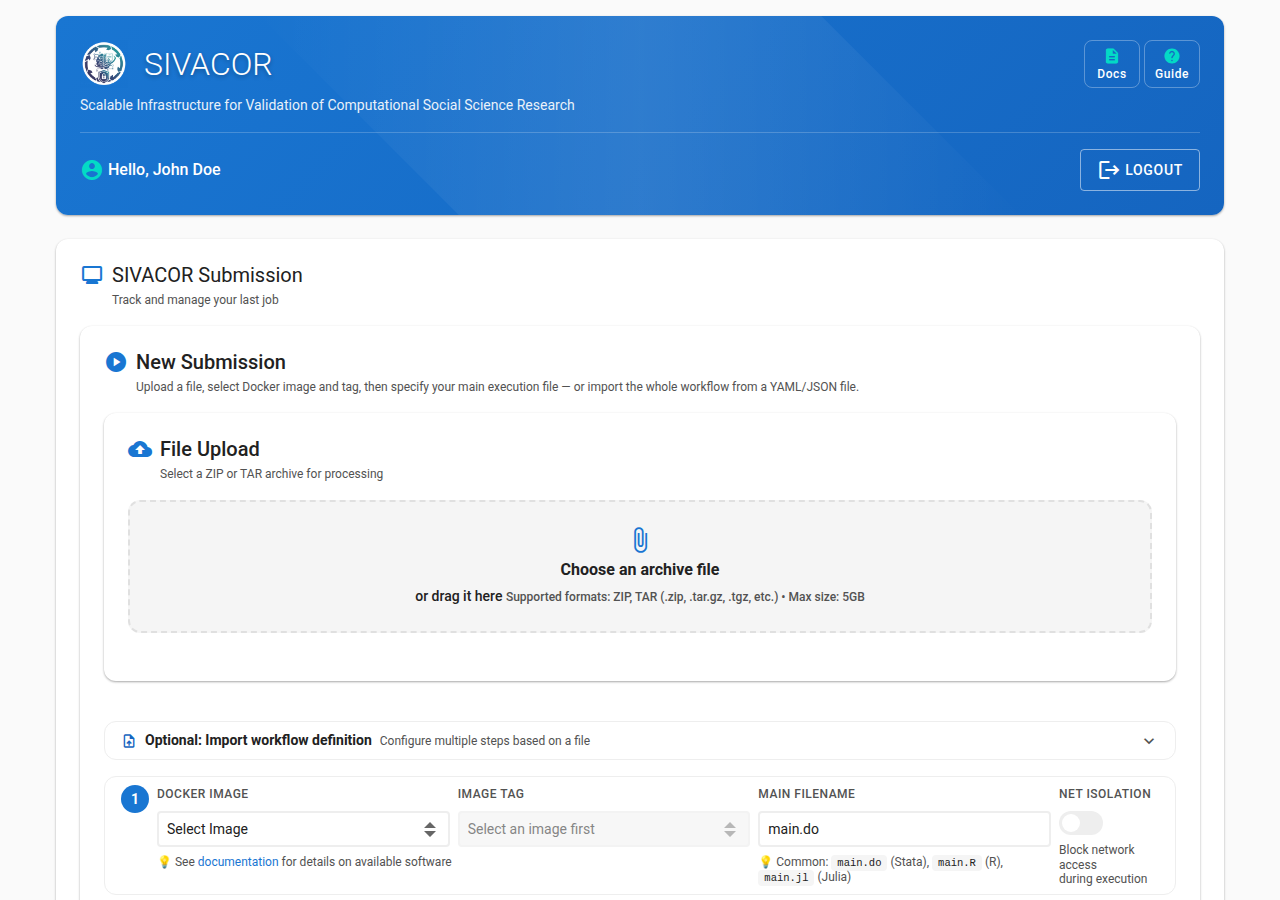 SIVACOR
Docs
Guide
Scalable Infrastructure for Validation of Computational Social Science Research
Hello, John Doe
LOGOUT
SIVACOR Submission
Track and manage your last job
New Submission
Upload a file, select Docker image and tag, then specify your main execution file — or import the whole workflow from a YAML/JSON file.
File Upload
Select a ZIP or TAR archive for processing
Choose an archive file
or drag it here Supported formats: ZIP, TAR (.zip, .tar.gz, .tgz, etc.) • Max size: 5GB
Optional: Import workflow definition Configure multiple steps based on a file
1
DOCKER IMAGE
IMAGE TAG
MAIN FILENAME
NET ISOLATION
Select Image
Select an image first
main.do
💡 See documentation for details on available software
💡 Common: main.do (Stata), main.R (R),
main.jl (Julia)
Block network
access
during execution